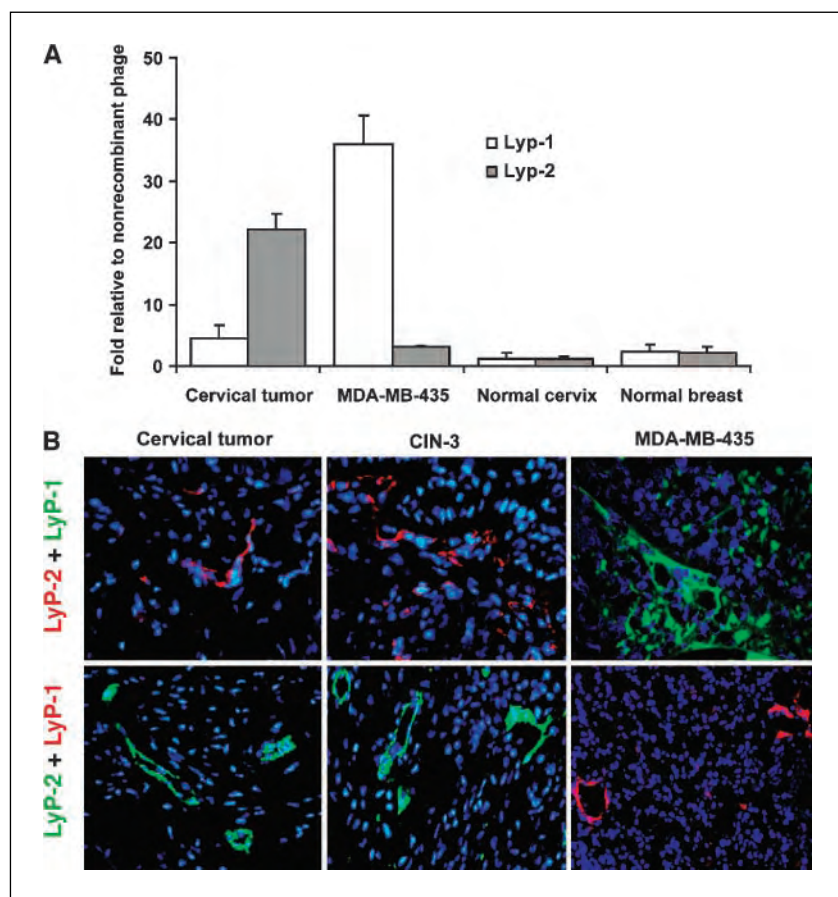 A
Fold relative to nonrecombinant phage
50
40
30
20
10
0
Lyp-1
Lyp-2
Cervical tumor
MDA-MB-435
Normal cervix
Normal breast
B
Cervical tumor
CIN-3
MDA-MB-435
LyP-2 + LyP-1
LyP-2 + LyP-1